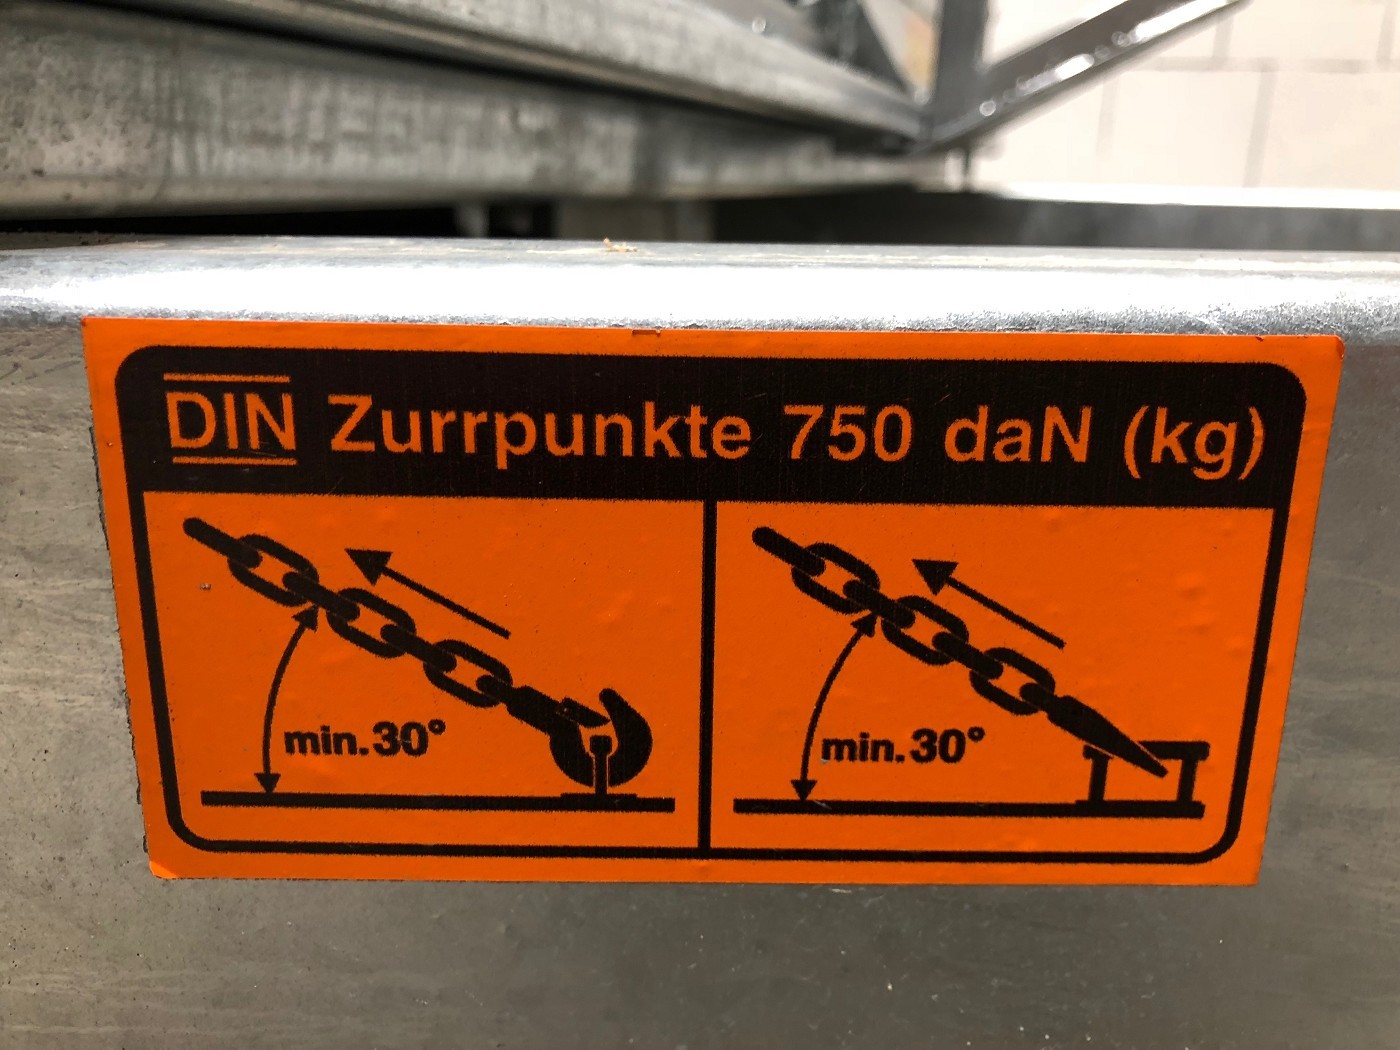 DIN Zurrpunkte 750 daN (kg)
min. 30°
min. 30°